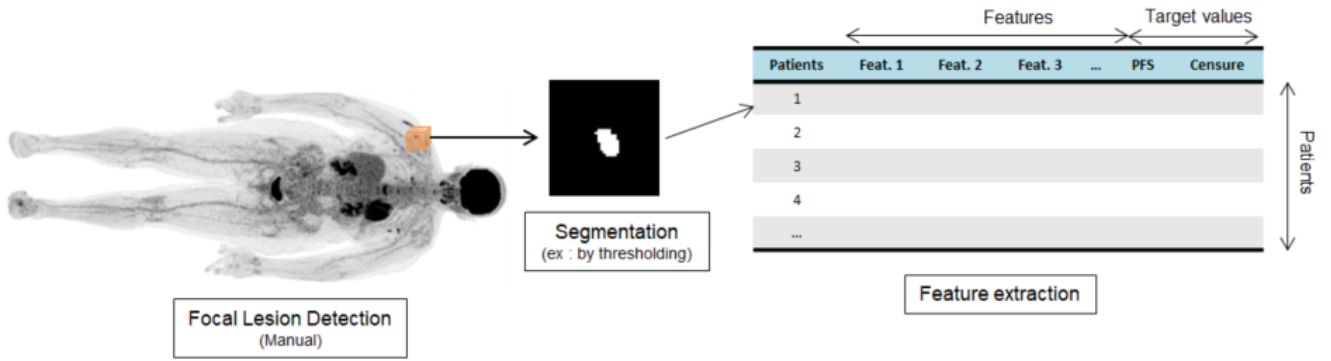 Features
Target values
Patients Feat. 1 Feat. 2 Feat. 3 ... PFS Censure
1
2
3
4
...
Patients
Segmentation
(ex : by thresholding)
Feature extraction
Focal Lesion Detection
(Manual)